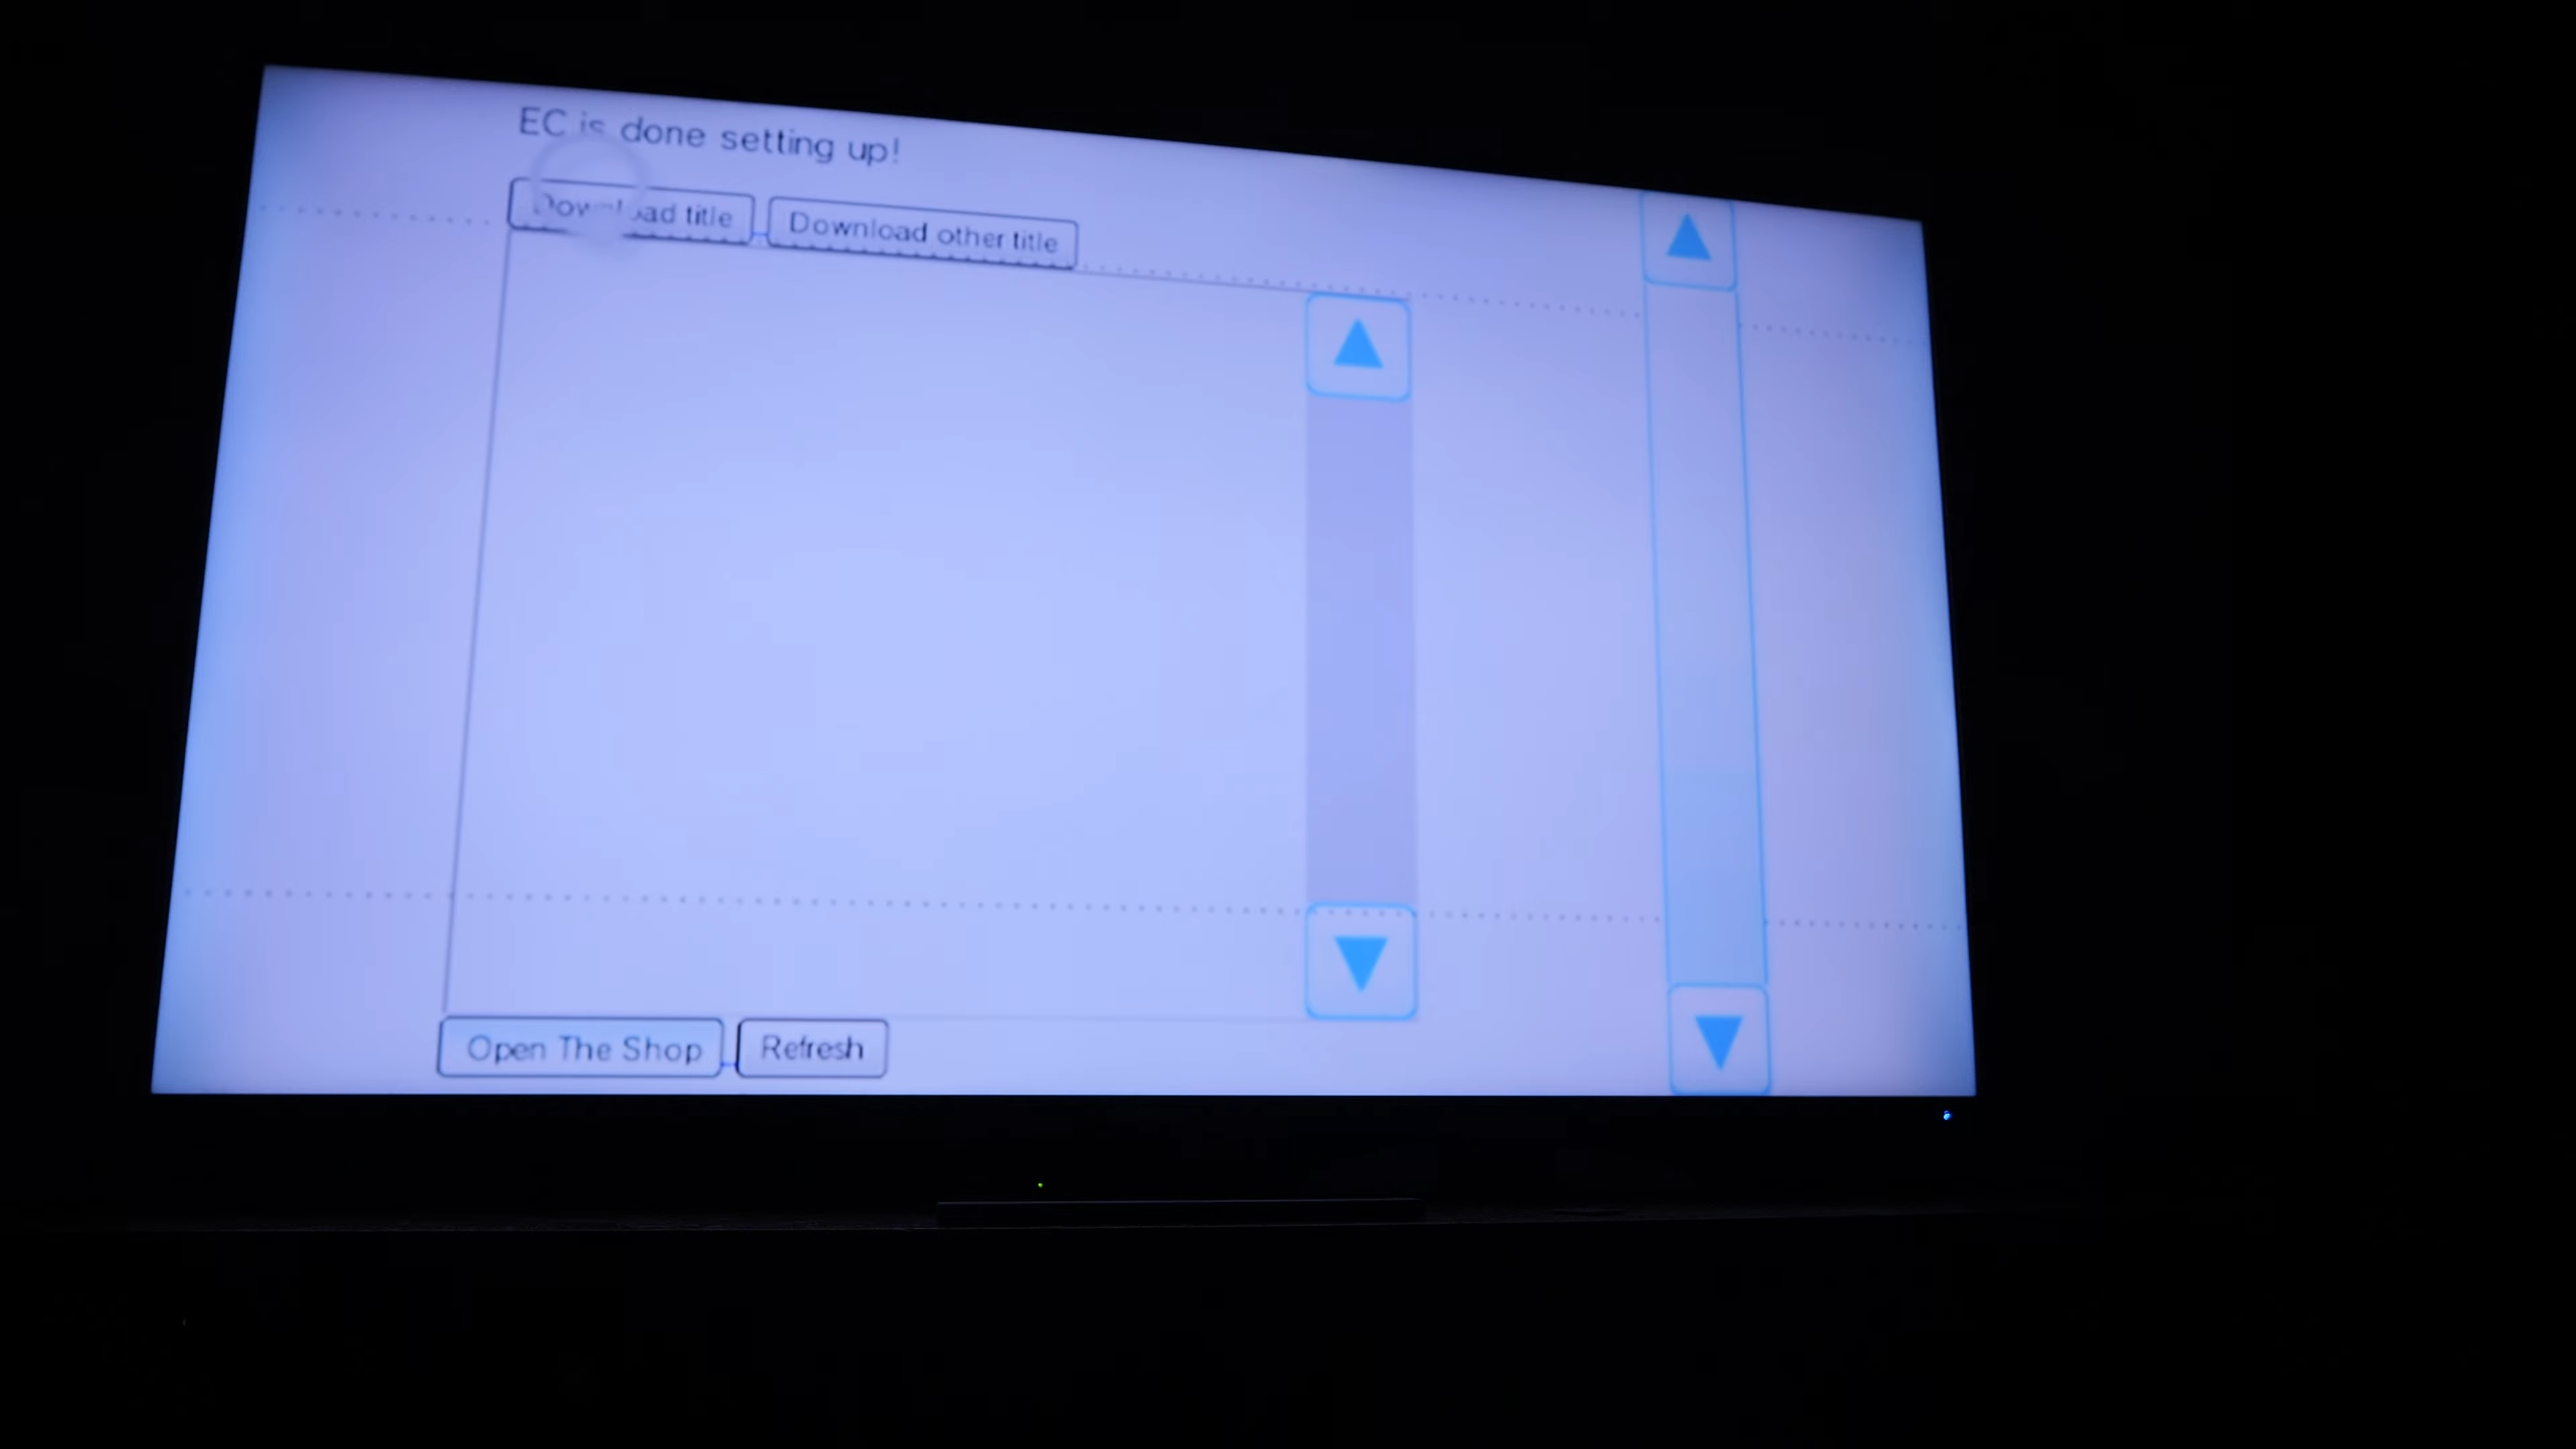 EC is done setting up!
Download title
Download other title
Open The Shop
Refresh